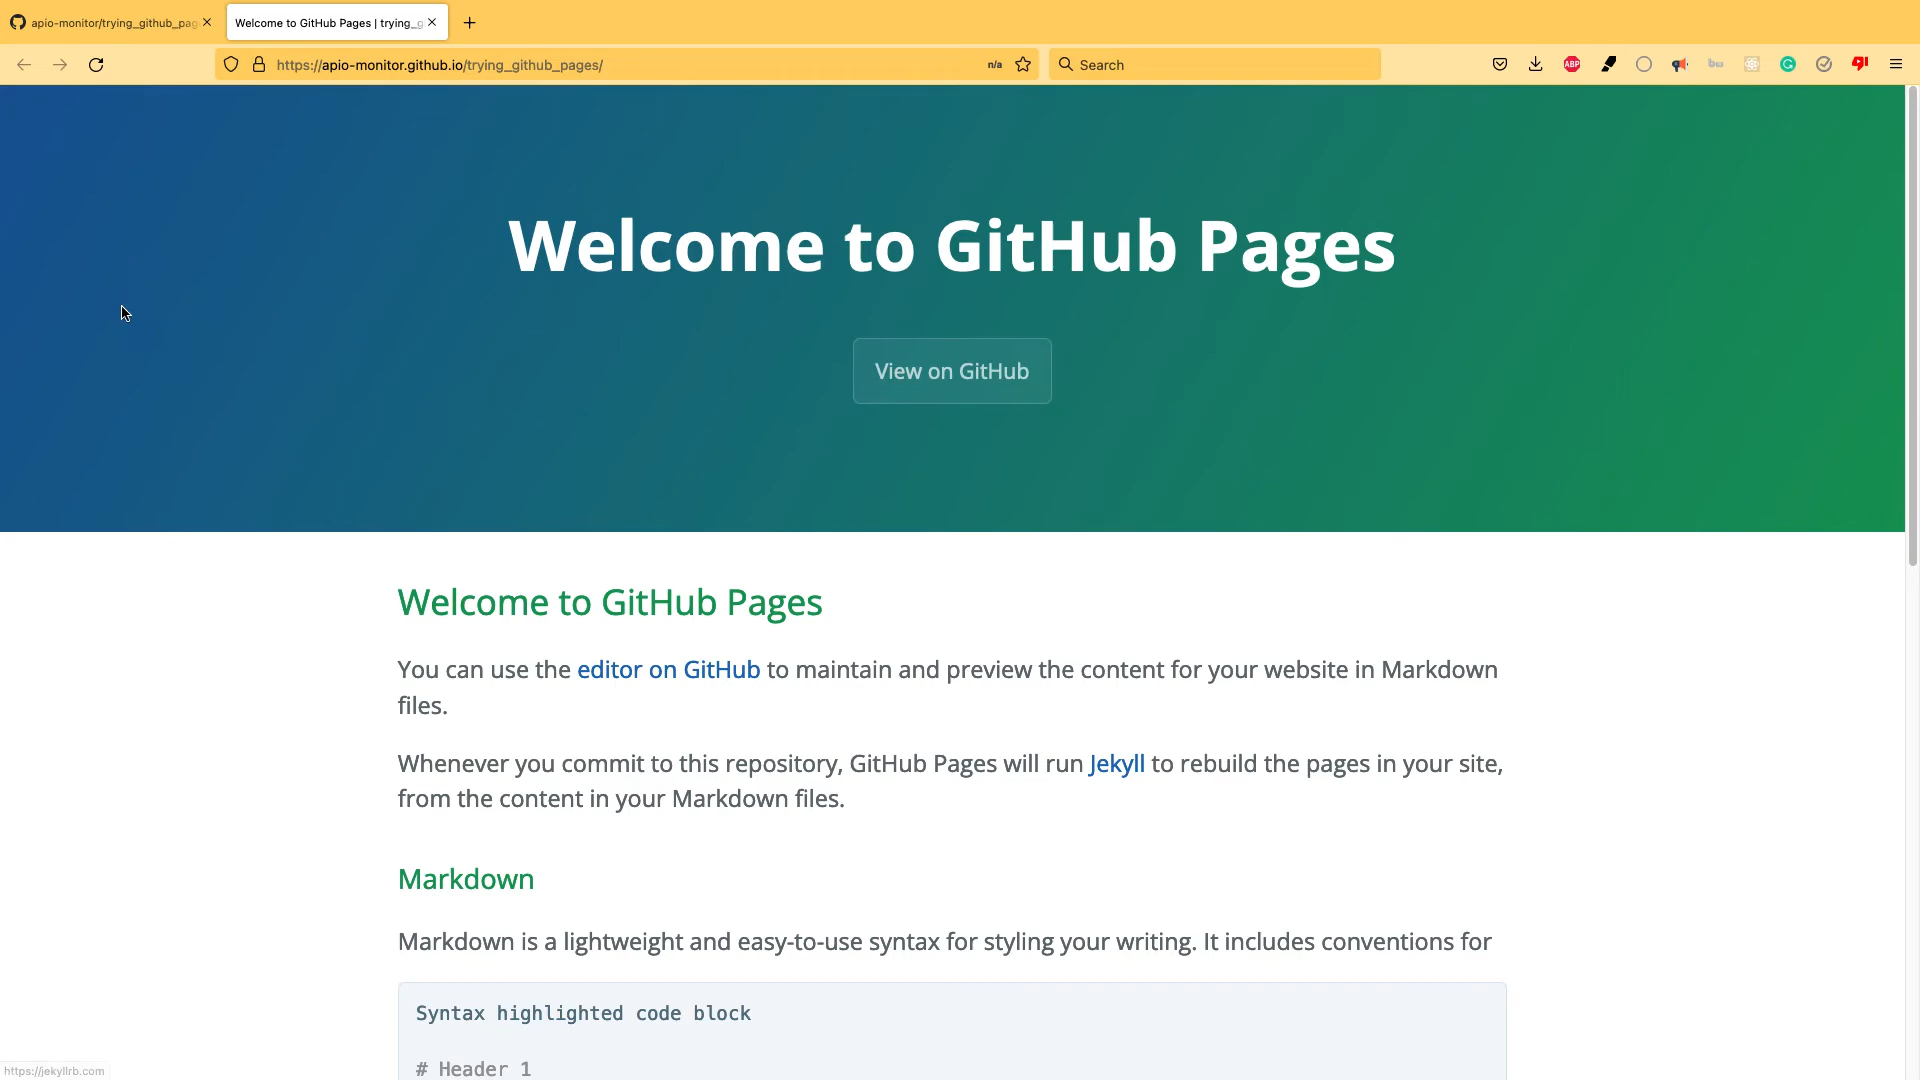 apio-monitor/trying_github_pag
Welcome to GitHub Pages | trying_g
https://apio-monitor.github.io/trying_github_pages/
n/a
Search
ABP
Welcome to GitHub Pages
View on GitHub
Welcome to GitHub Pages
You can use the editor on GitHub to maintain and preview the content for your website in Markdown
files.
Whenever you commit to this repository, GitHub Pages will run Jekyll to rebuild the pages in your site,
from the content in your Markdown files.
Markdown
Markdown is a lightweight and easy-to-use syntax for styling your writing. It includes conventions for
Syntax highlighted code block
# Header 1
https://jekyllrb.com